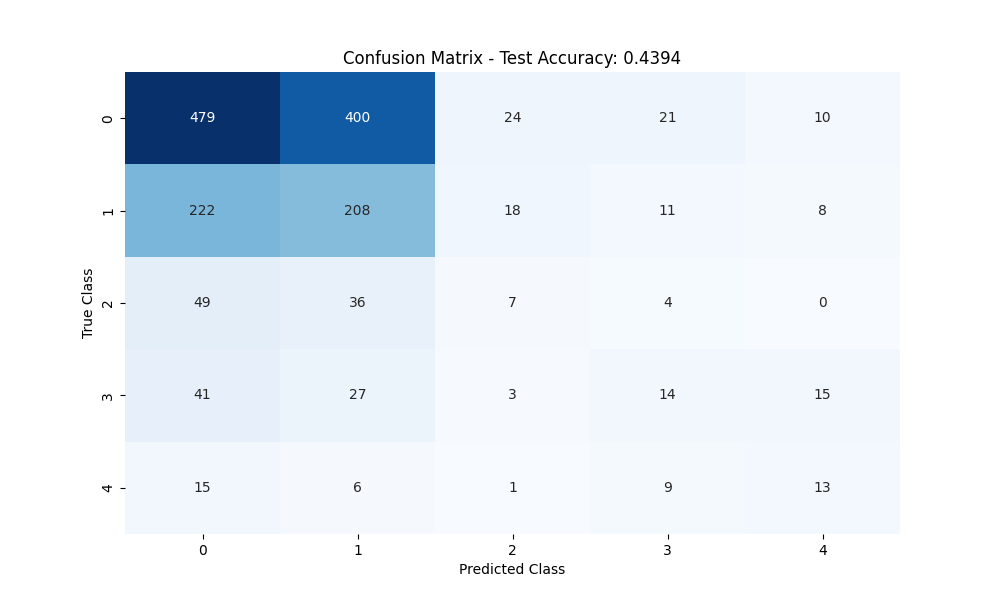 Confusion Matrix - Test Accuracy: 0.4394
0 479 400 24 21 10
1 222 208 18 11 8
2 49 36 7 4 0
3 41 27 3 14 15
4 15 6 1 9 13
True Class
0 1 2 3 4
Predicted Class